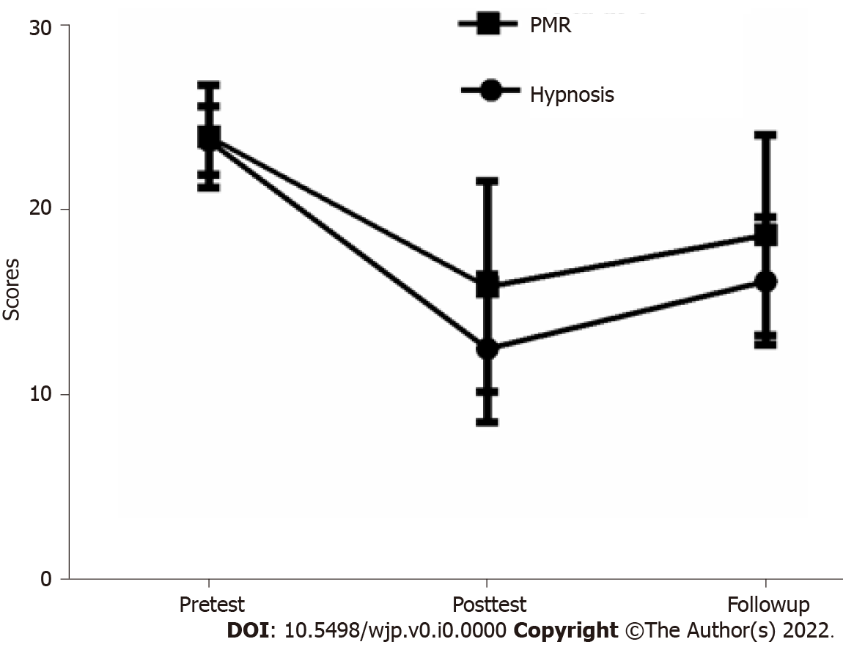 30
PMR
Hypnosis
20
Scores
10
0
Pretest Posttest Followup
DOI: 10.5498/wjp.v0.i0.0000 Copyright ©The Author(s) 2022.